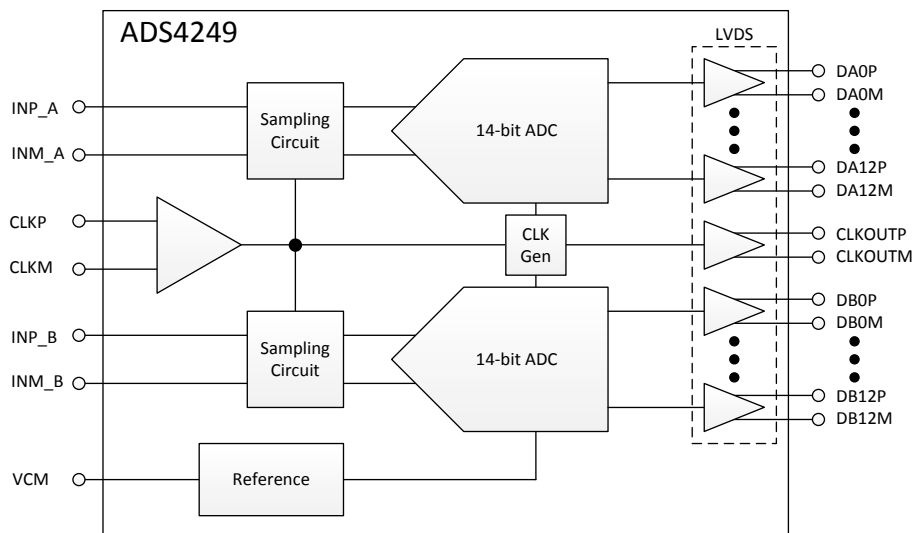 ADS4249
LVDS
INP_A
INM_A
Sampling
Circuit
14-bit ADC
DA0P
DA0M
DA12P
DA12M
CLKP
CLKM
CLK
Gen
CLKOUTP
CLKOUTM
INP_B
INM_B
Sampling
Circuit
14-bit ADC
DB0P
DB0M
DB12P
DB12M
VCM
Reference